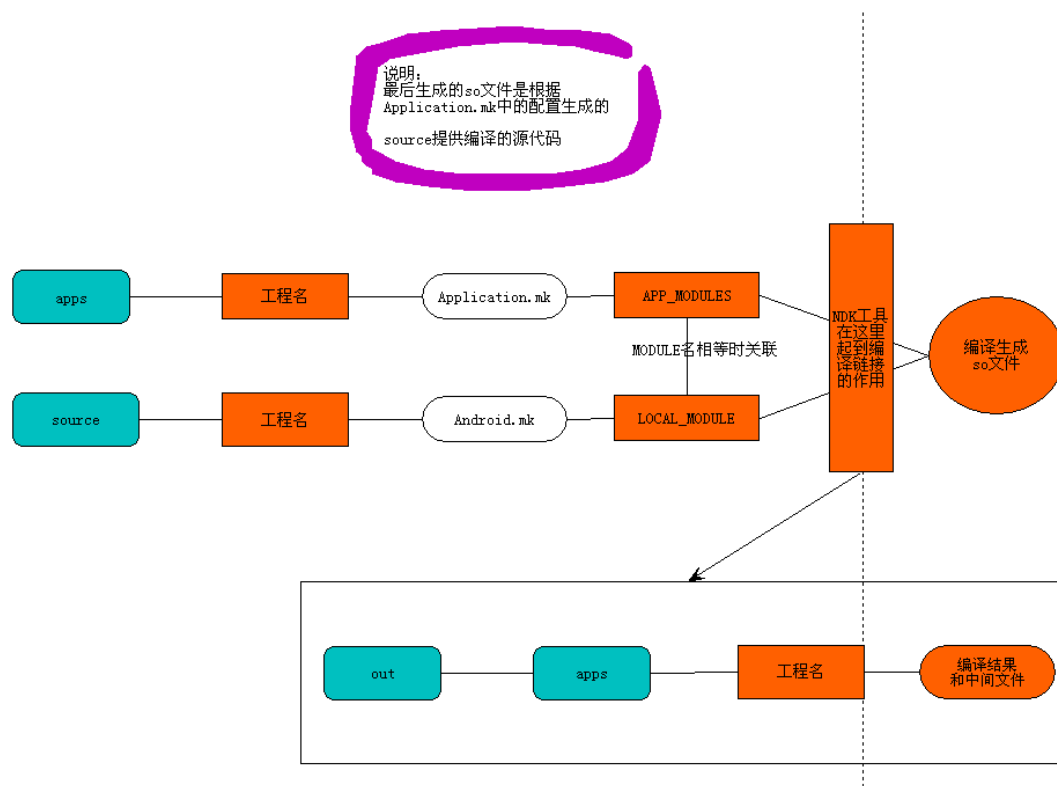 说明：
最后生成的so文件是根据
Application.mk中的配置生成的
source提供编译的源代码
apps
工程名
Application.mk
APP_MODULES
MODULE名相等时关联
source
工程名
Android.mk
LOCAL_MODULE
NDK工具
在这里
起到编
译链接
的作用
编译生成
so文件
out
apps
工程名
编译结果
和中间文件